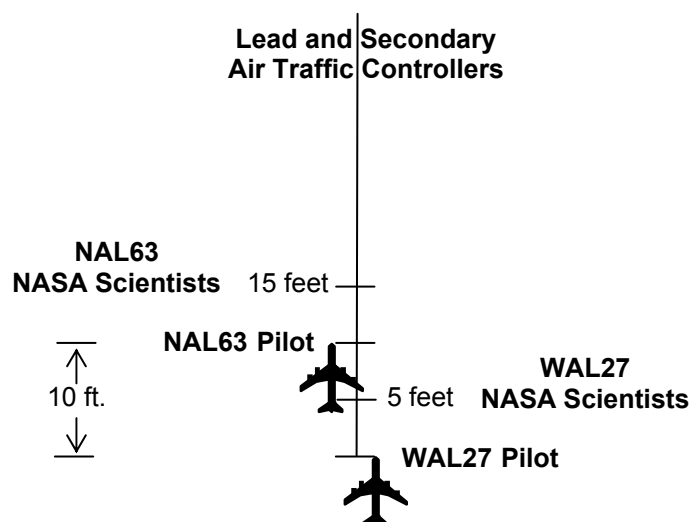 Lead and Secondary
Air Traffic Controllers
NAL63
NASA Scientists
15 feet
NAL63 Pilot
10 ft.
WAL27
NASA Scientists
5 feet
WAL27 Pilot